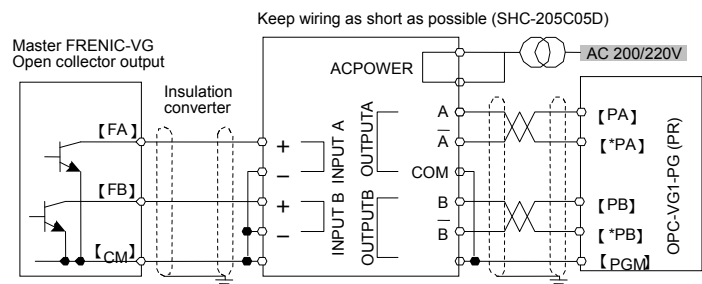 Keep wiring as short as possible (SHC-205C05D)
Master FRENIC-VG
Open collector output
AC 200/220V
ACPOWER
Insulation
converter
【FA】
+
−
INPUT A
OUTPUTA
A
A
COM
【PA】
【*PA】
【FB】
+
−
INPUT B
OUTPUTB
B
B
【PB】
【*PB】
【CM】
【PGM】
OPC-VG1-PG (PR)